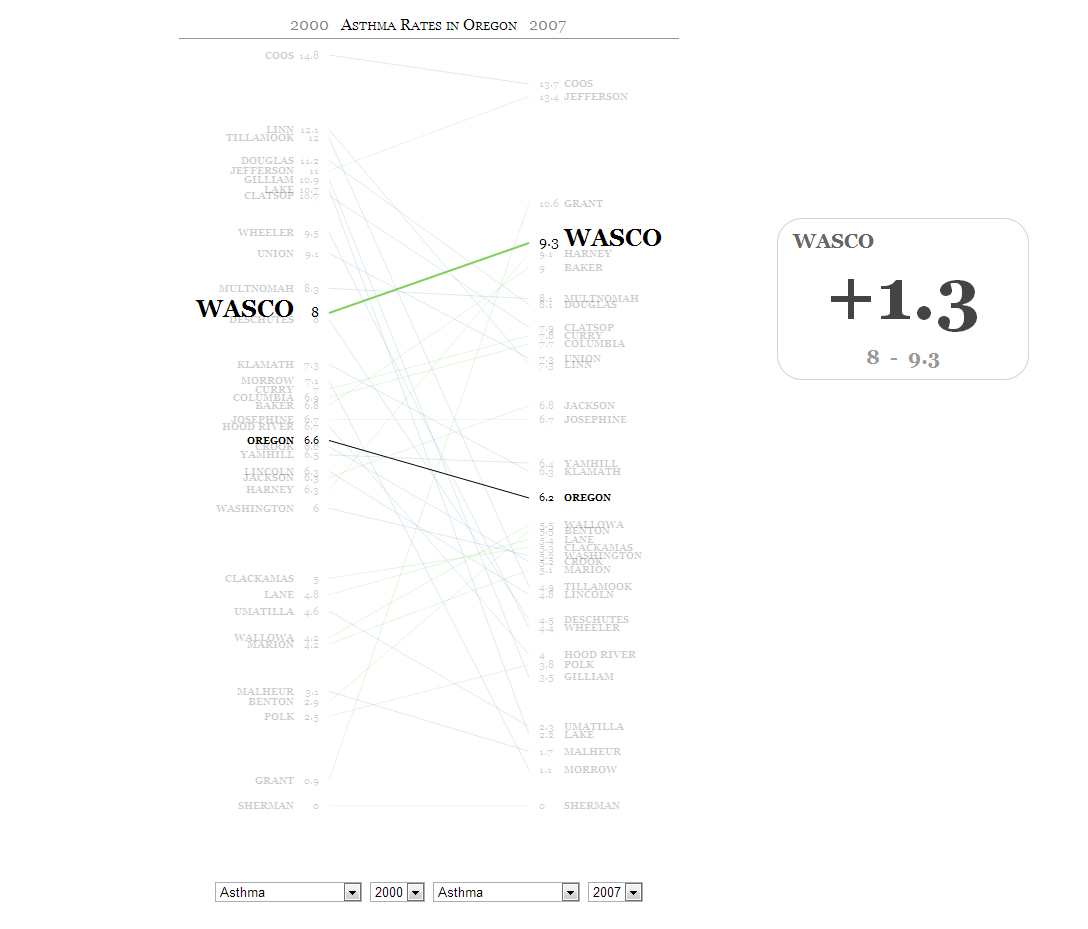 2000 Asthma Rates in Oregon 2007
COOS 14.8
LINN 12.1
TILLAMOOK 12
DOUGLAS 11.2
JEFFERSON 11
GILLIAM 10.9
LAKE 10.7
CLATSOP 10.7
WHEELER 9.5
UNION 9.1
MULTNOMAH 8.3
WASCO 8
DESCHUTES 8
KLAMATH 7.3
MORROW 7.1
CURRY 7
COLUMBIA 6.9
BAKER 6.8
JOSEPHINE 6.7
HOOD RIVER 6.7
OREGON 6.6
CROOK 6.6
YAMHILL 6.5
LINCOLN 6.3
JACKSON 6.3
HARNEY 6.3
WASHINGTON 6
CLACKAMAS 5
LANE 4.8
UMATILLA 4.6
WALLOWA 4.2
MARION 4.2
MALHEUR 3.1
BENTON 2.9
POLK 2.5
GRANT 0.9
SHERMAN 0
13.7 COOS
13.4 JEFFERSON
10.6 GRANT
9.3 WASCO
9.1 HARNEY
9 BAKER
8.1 MULTNOMAH
8.1 DOUGLAS
7.9 CLATSOP
7.8 CURRY
7.7 COLUMBIA
7.3 UNION
7.3 LINN
6.8 JACKSON
6.7 JOSEPHINE
6.4 YAMHILL
6.3 KLAMATH
6.2 OREGON
5.5 WALLOWA
5.5 BENTON
5.4 LANE
5.3 CLACKAMAS
5.2 WASHINGTON
5.2 CROOK
5.1 MARION
4.9 TILLAMOOK
4.8 LINCOLN
4.5 DESCHUTES
4.4 WHEELER
4 HOOD RIVER
3.8 POLK
3.5 GILLIAM
2.3 UMATILLA
2.2 LAKE
1.7 MALHEUR
1.1 MORROW
0 SHERMAN
WASCO
+1.3
8 - 9.3
Asthma 2000 Asthma 2007